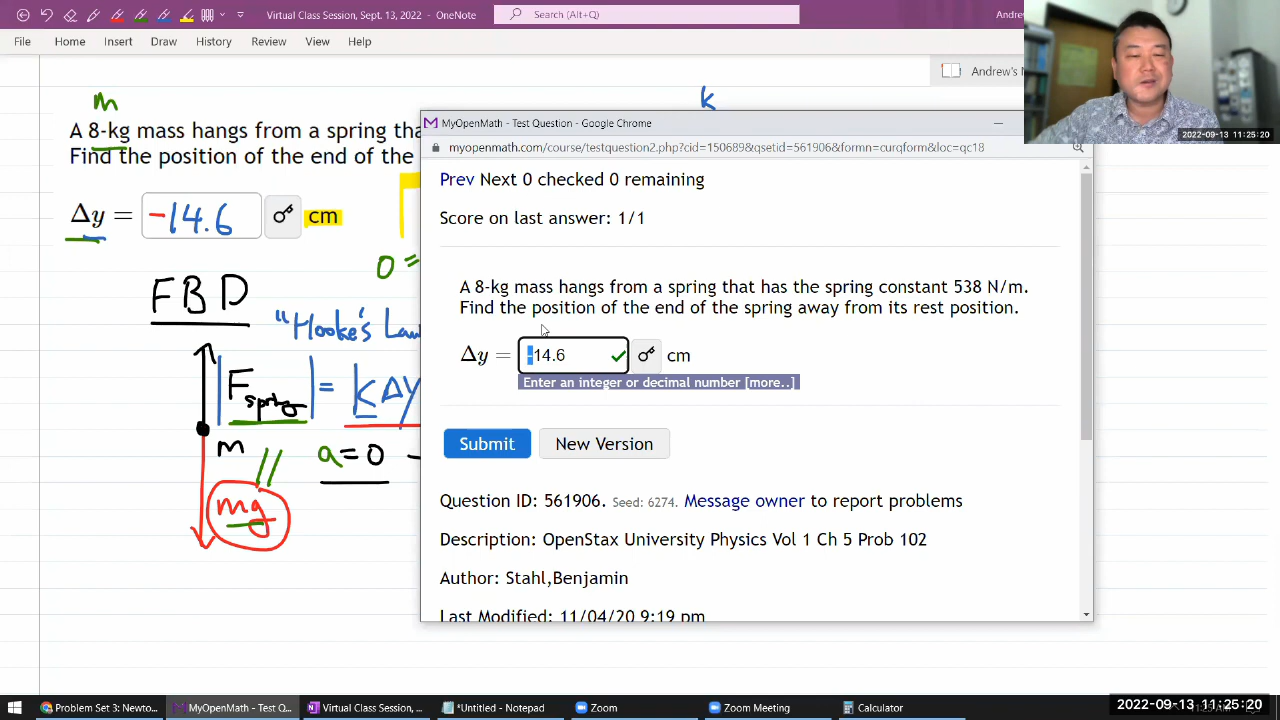 Virtual Class Session, Sept. 13, 2022 - OneNote
Search (Alt+Q)
Andrew
File Home Insert Draw History Review View Help
Andrew's N
2022-09-13 11:25:20
m
k
A 8-kg mass hangs from a spring tha
Find the position of the end of the
Δy = -14.6 cm
0 =
FBD
"Hooke's Law
|F spring| = kΔy
m
a = 0
mg
MyOpenMath - Test Question - Google Chrome
myopenmath.com/course/testquestion2.php?cid=150689&qsetid=561906&formn=curqform&loc=qc18
Prev Next 0 checked 0 remaining
Score on last answer: 1/1
A 8-kg mass hangs from a spring that has the spring constant 538 N/m.
Find the position of the end of the spring away from its rest position.
Δy = -14.6 cm
Enter an integer or decimal number [more..]
Submit New Version
Question ID: 561906. Seed: 6274. Message owner to report problems
Description: OpenStax University Physics Vol 1 Ch 5 Prob 102
Author: Stahl,Benjamin
Last Modified: 11/04/20 9:19 pm
Problem Set 3: Newto... MyOpenMath - Test Q... Virtual Class Session, ... *Untitled - Notepad Zoom Zoom Meeting Calculator
2022-09-13 11:25:20